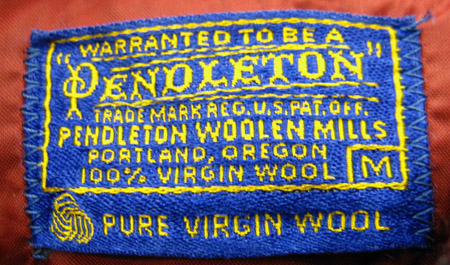 "WARRANTED TO BE A
PENDLETON"
TRADE MARK REG. U.S. PAT. OFF.
PENDLETON WOOLEN MILLS
PORTLAND, OREGON
100% VIRGIN WOOL M
PURE VIRGIN WOOL